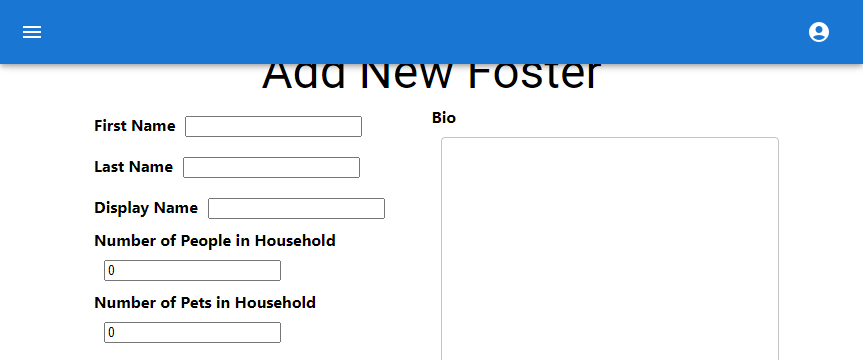 Add New Foster
First Name
Last Name
Display Name
Number of People in Household
0
Number of Pets in Household
0
Bio